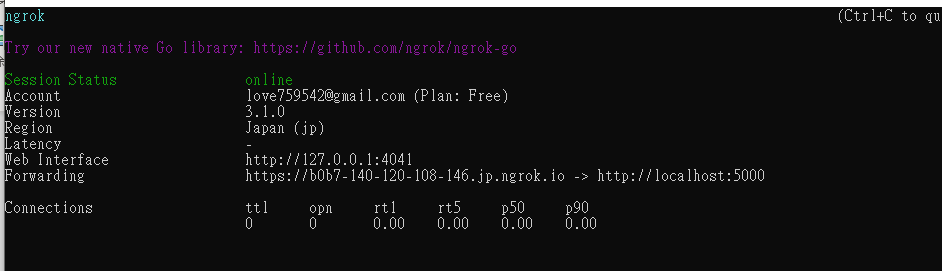 ngrok (Ctrl+C to qu
Try our new native Go library: https://github.com/ngrok/ngrok-go
Session Status online
Account love759542@gmail.com (Plan: Free)
Version 3.1.0
Region Japan (jp)
Latency -
Web Interface http://127.0.0.1:4041
Forwarding https://b0b7-140-120-108-146.jp.ngrok.io -> http://localhost:5000
Connections ttl opn rt1 rt5 p50 p90
0 0 0.00 0.00 0.00 0.00